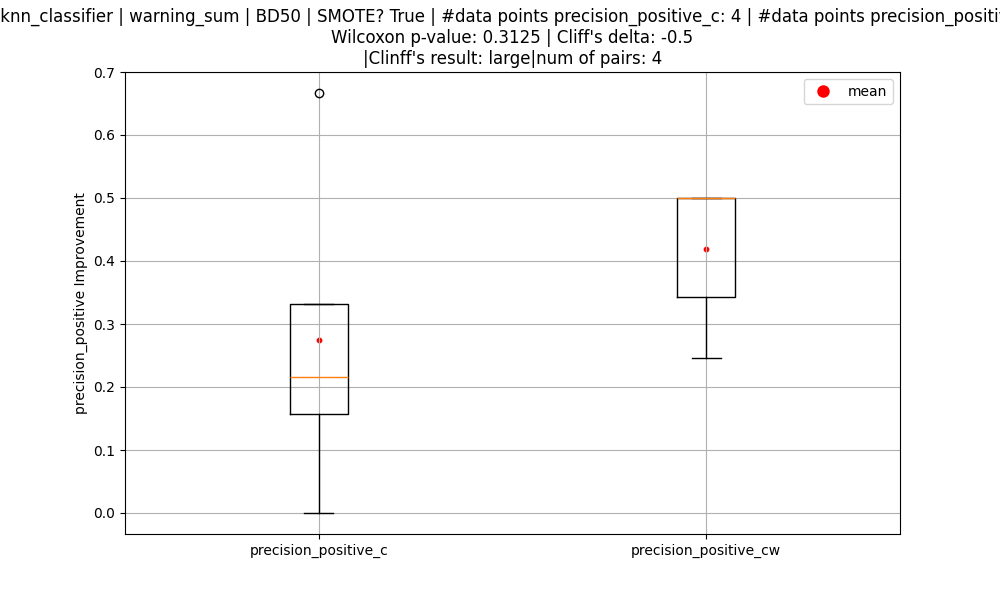 knn_classifier | warning_sum | BD50 | SMOTE? True | #data points precision_positive_c: 4 | #data points
Wilcoxon p-value: 0.3125 | Cliff's delta: -0.5
|Clinff's result: large|num of pairs: 4
mean
precision_positive Improvement
0.7
0.6
0.5
0.4
0.3
0.2
0.1
0.0
precision_positive_c
precision_positive_cw